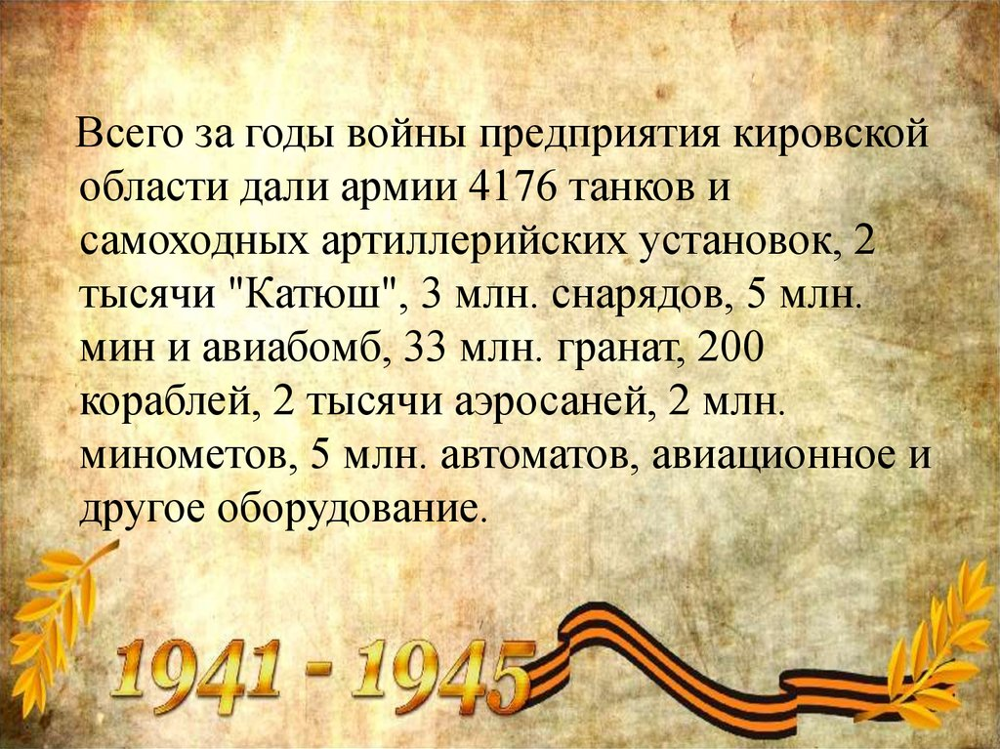 Всего за годы войны предприятия кировской
области дали армии 4176 танков и
самоходных артиллерийских установок, 2
тысячи "Катюш", 3 млн. снарядов, 5 млн.
мин и авиабомб, 33 млн. гранат, 200
кораблей, 2 тысячи аэросаней, 2 млн.
минометов, 5 млн. автоматов, авиационное и
другое оборудование.
1941 - 1945